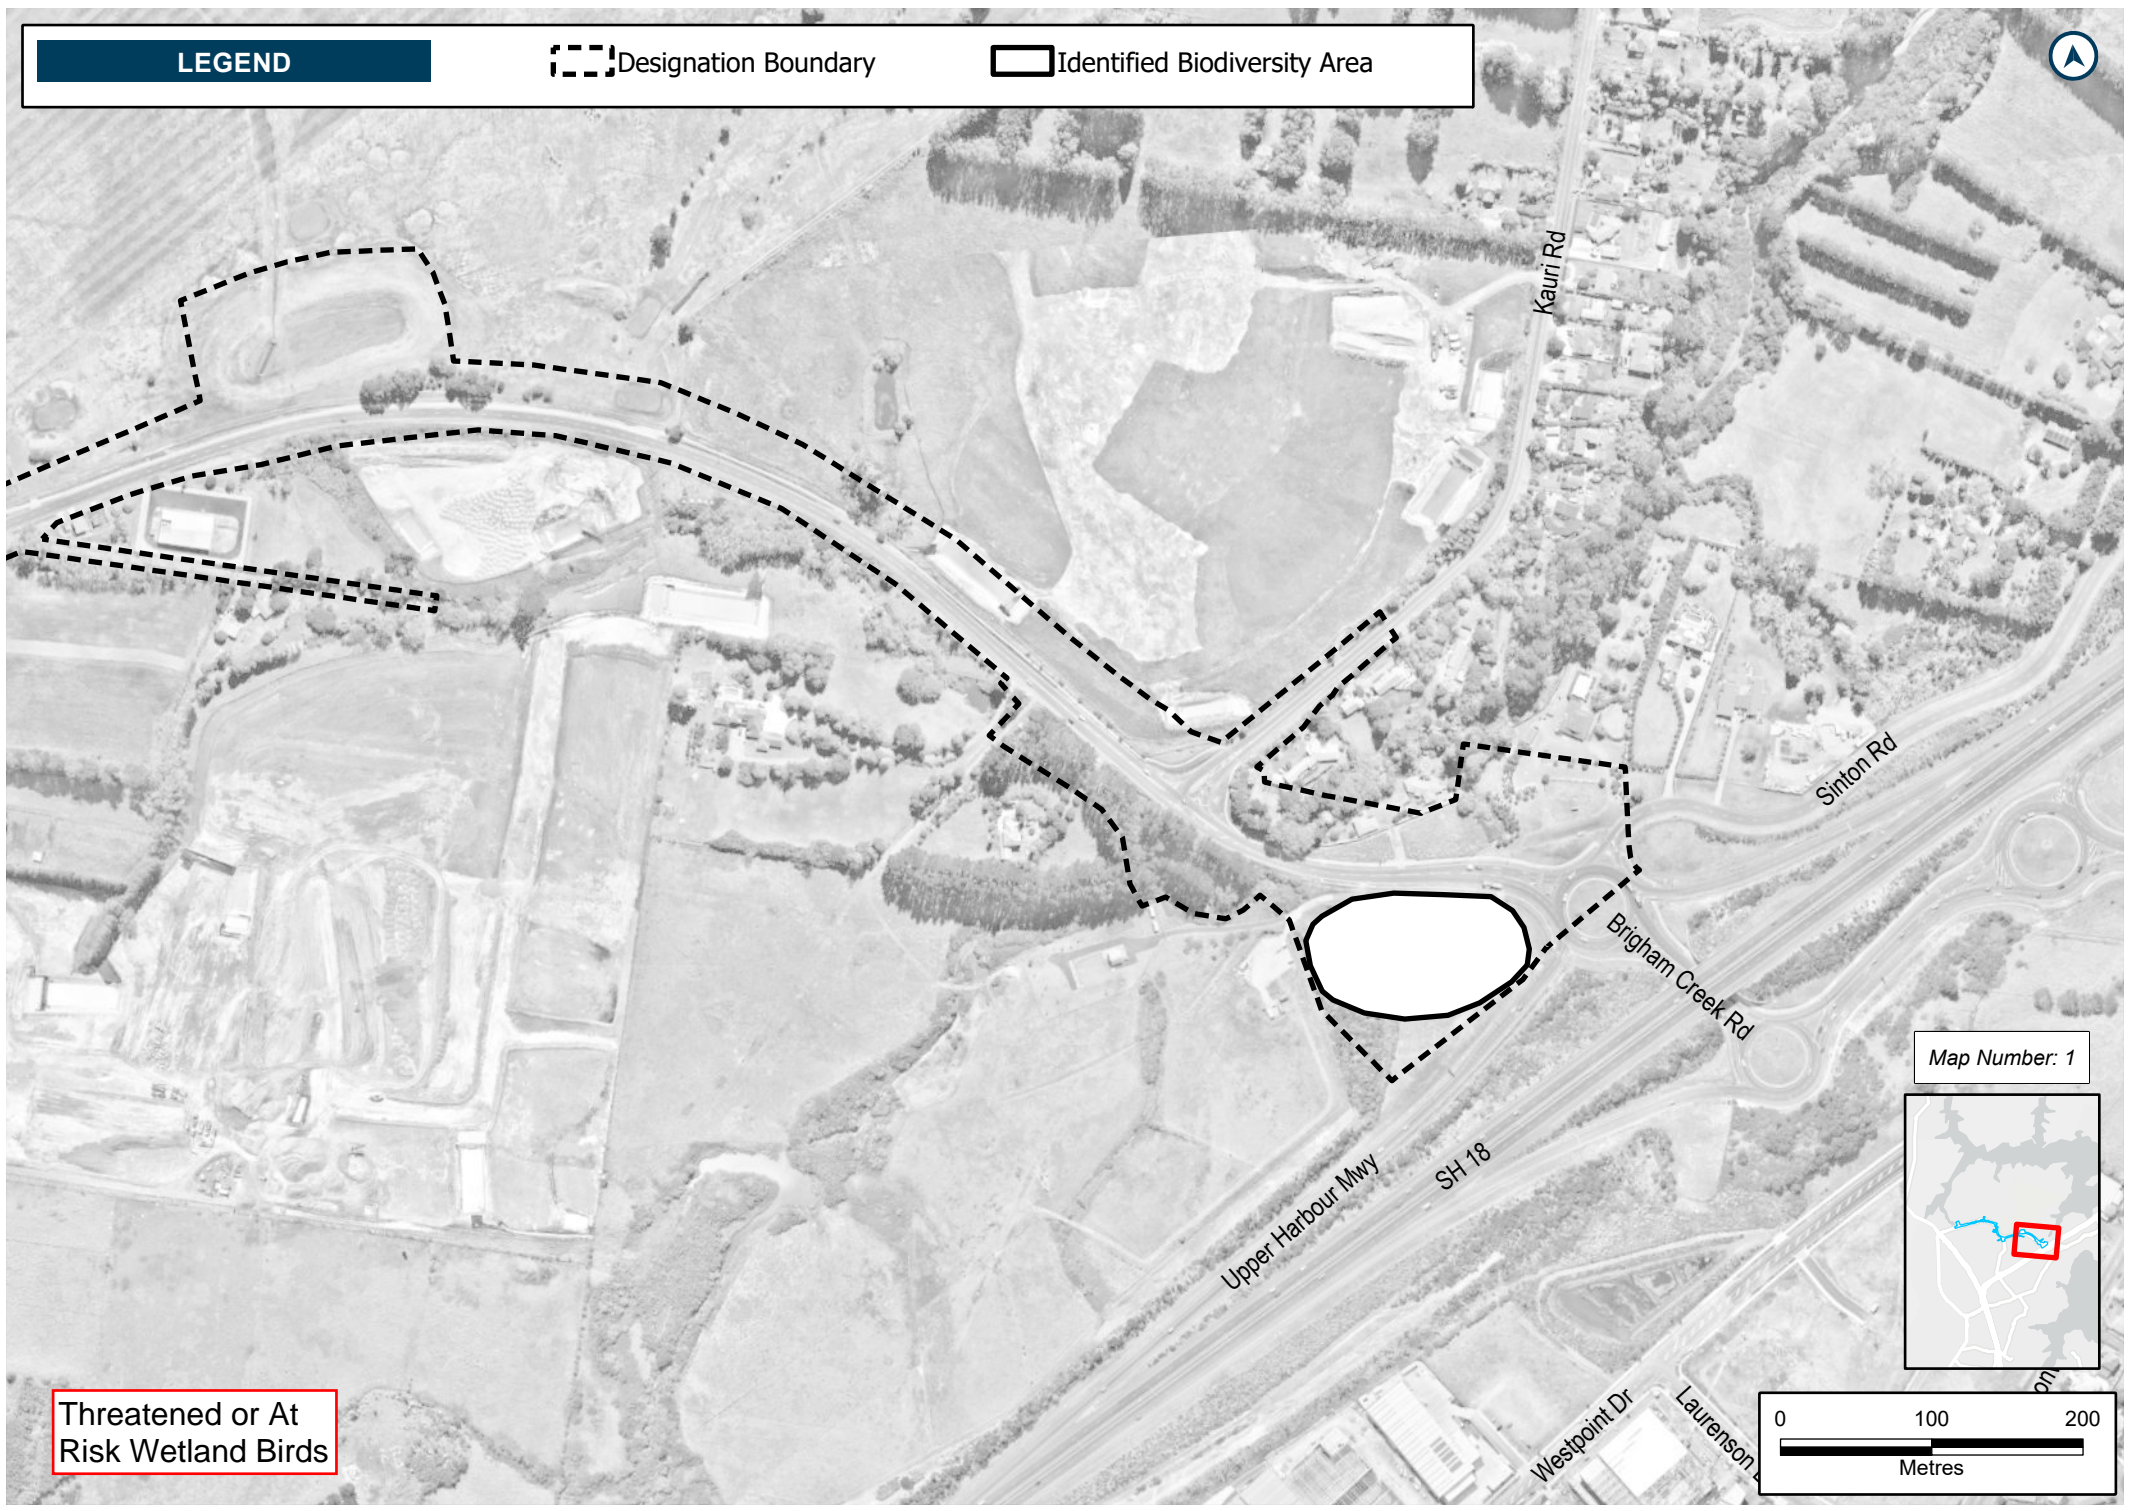 LEGEND
Designation Boundary
Identified Biodiversity Area
Kauri Rd
Sinton Rd
Brigham Creek Rd
Map Number: 1
SH 18
Upper Harbour Mwy
Threatened or At
Risk Wetland Birds
Westpoint Dr
Laurenson
0 100 200
Metres